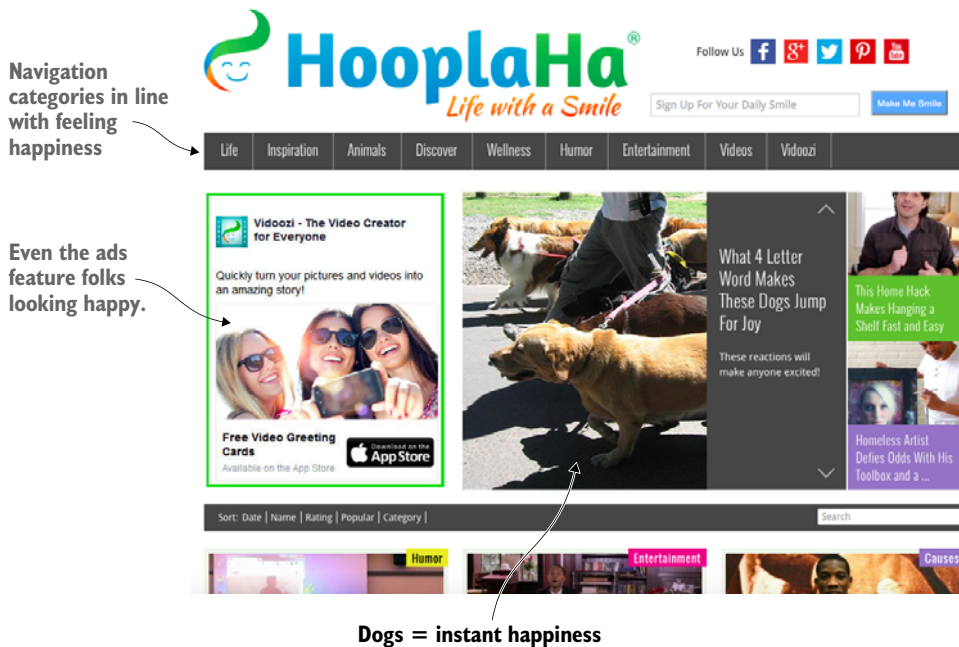 HooplaHa®
Life with a Smile
Follow Us
f
g+
You
Tube
Sign Up For Your Daily Smile
Make Me Smile
Navigation
categories in line
with feeling
happiness
Life
Inspiration
Animals
Discover
Wellness
Humor
Entertainment
Videos
Vidoozi
Even the ads
feature folks
looking happy.
Vidoozi - The Video Creator
for Everyone
Quickly turn your pictures and videos into
an amazing story!
Free Video Greeting
Cards
Available on the App Store
Download on the
App Store
What 4 Letter
Word Makes
These Dogs Jump
For Joy
These reactions will
make anyone excited!
This Home Hack
Makes Hanging a
Shelf Fast and Easy
Homeless Artist
Defies Odds With His
Toolbox and a ...
Sort: Date | Name | Rating | Popular | Category |
Search
Humor
Entertainment
Causes
Dogs = instant happiness